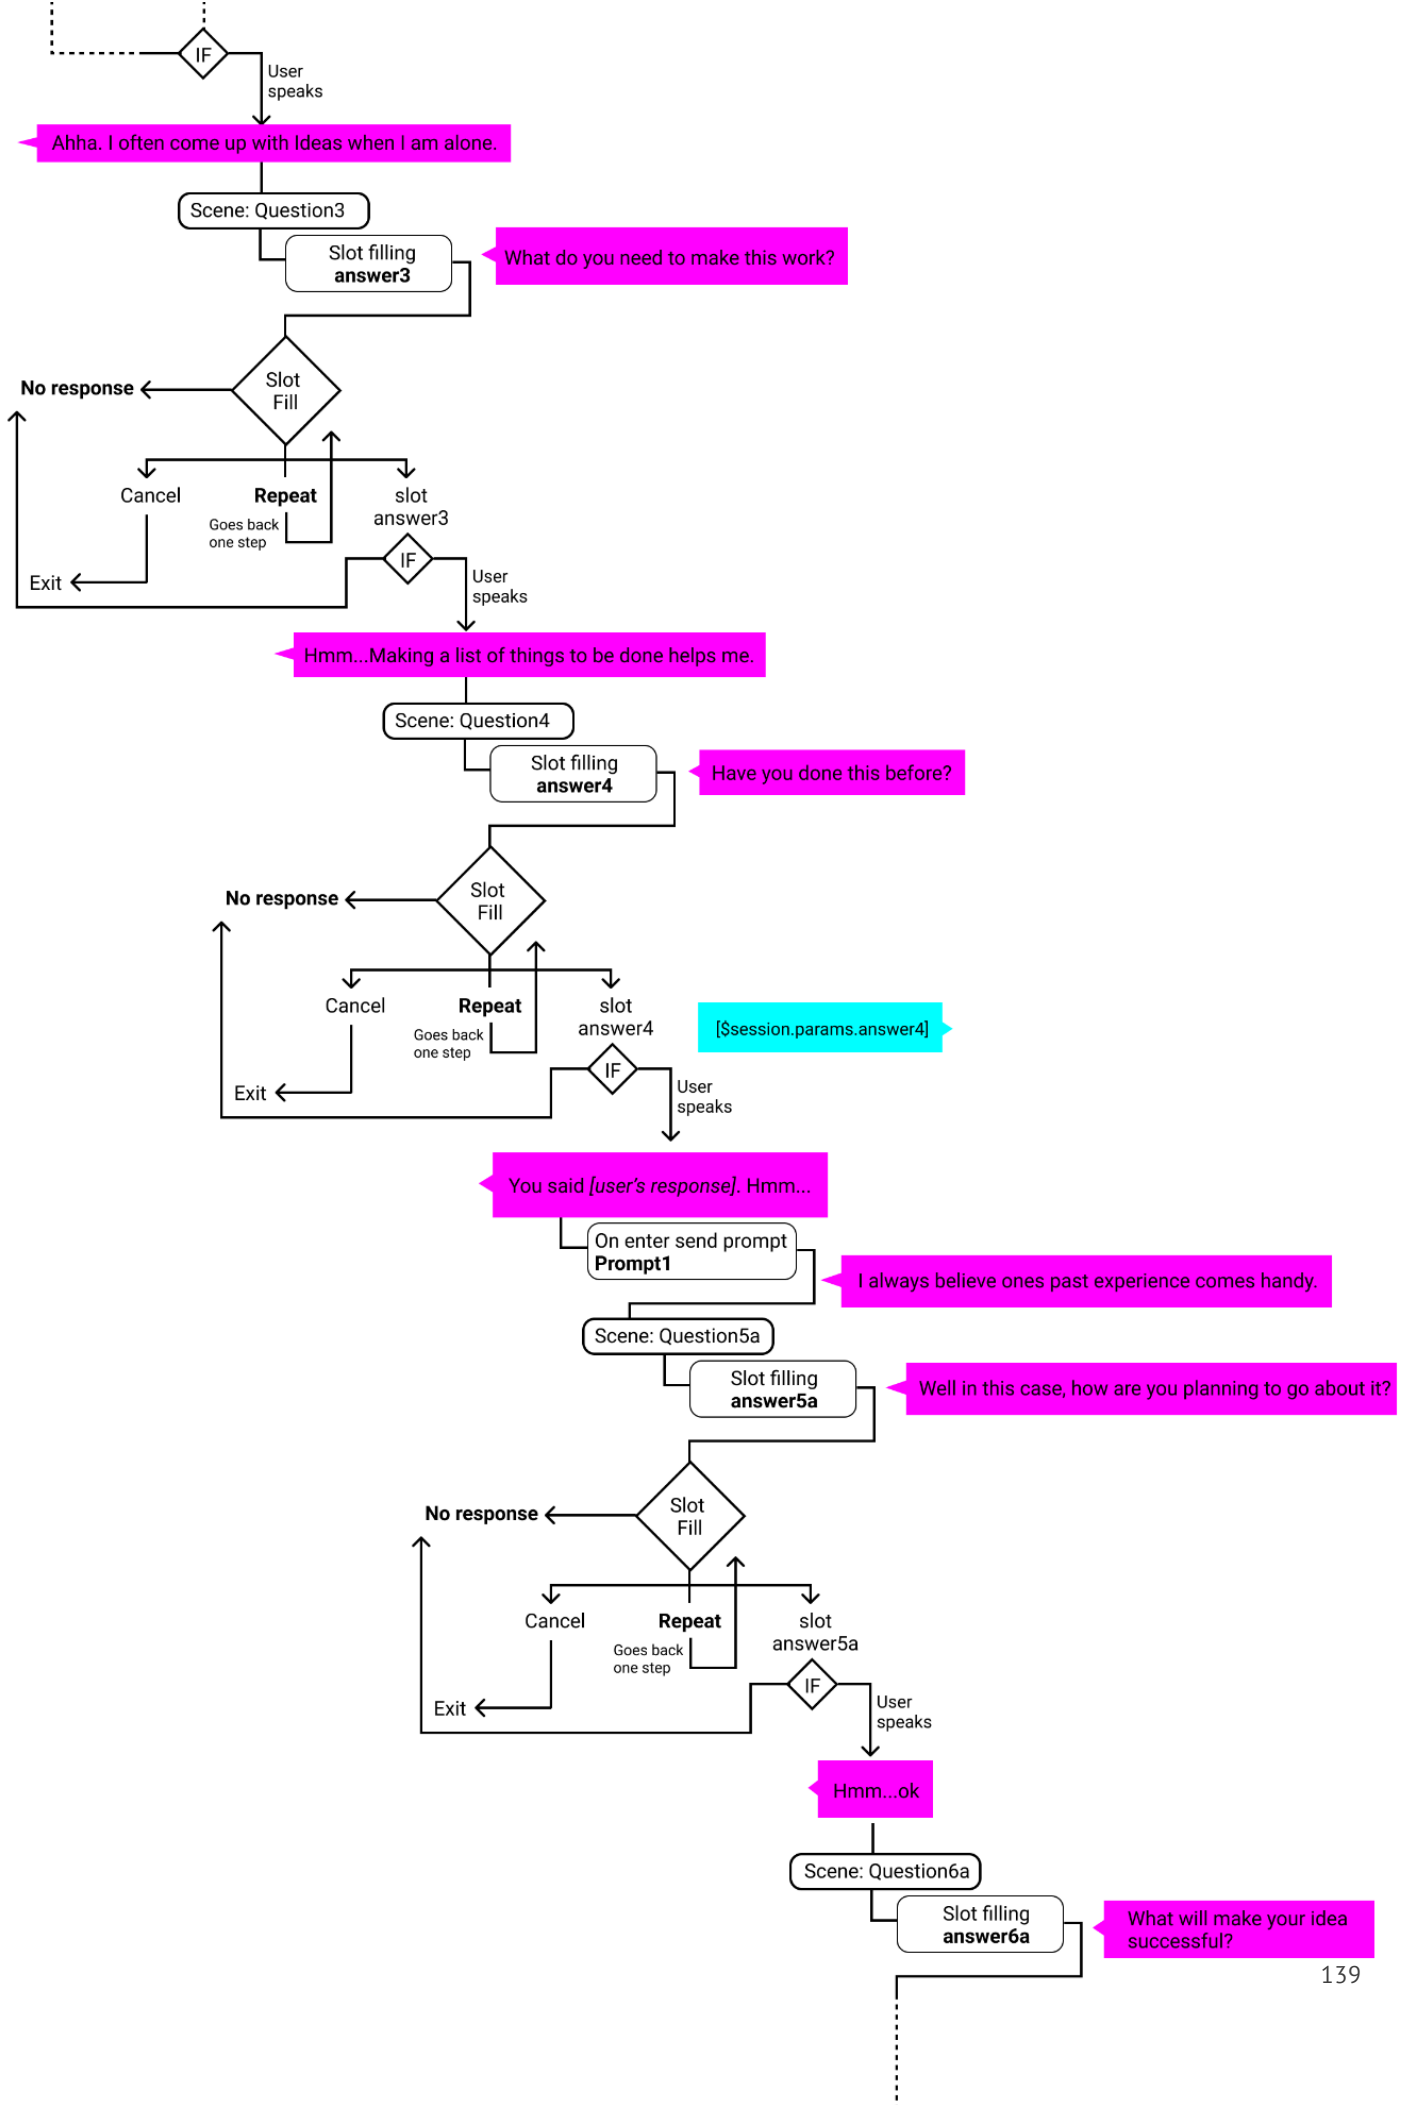 IF
User
speaks
Ahha. I often come up with Ideas when I am alone.
Scene: Question3
Slot filling
answer3
What do you need to make this work?
Slot
Fill
No response
Cancel
Repeat
slot
answer3
Goes back
one step
IF
Exit
User
speaks
Hmm...Making a list of things to be done helps me.
Scene: Question4
Slot filling
answer4
Have you done this before?
Slot
Fill
No response
Cancel
Repeat
slot
answer4
Goes back
one step
[$session.params.answer4]
IF
Exit
User
speaks
You said [user's response]. Hmm...
On enter send prompt
Prompt1
I always believe ones past experience comes handy.
Scene: Question5a
Slot filling
answer5a
Well in this case, how are you planning to go about it?
Slot
Fill
No response
Cancel
Repeat
slot
answer5a
Goes back
one step
IF
Exit
User
speaks
Hmm...ok
Scene: Question6a
Slot filling
answer6a
What will make your idea
successful?
139